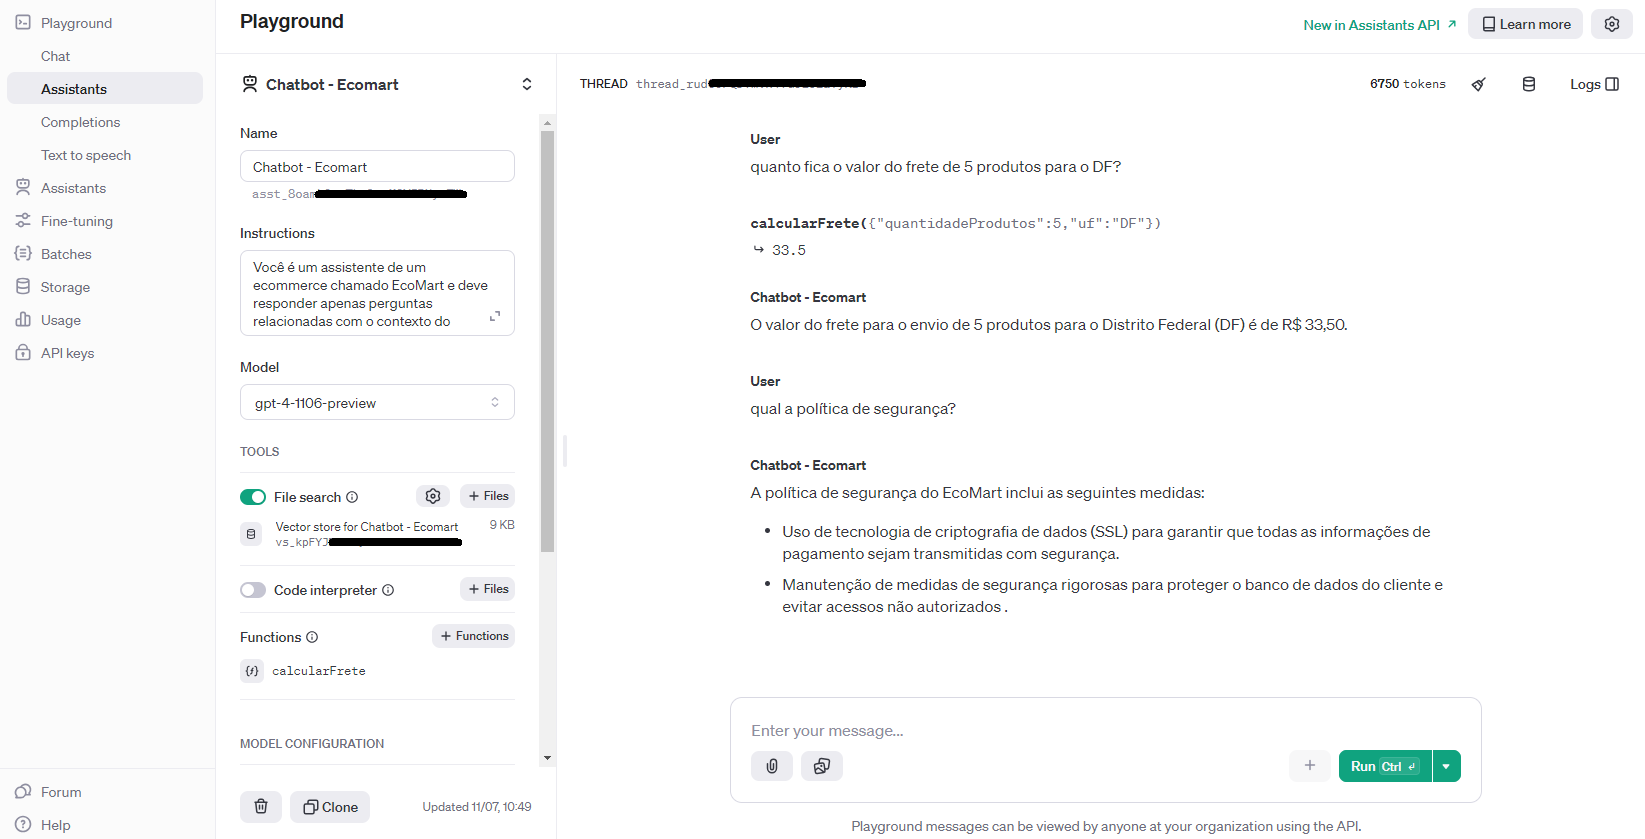 Playground
Chat
Assistants
Completions
Text to speech
Assistants
Fine-tuning
Batches
Storage
Usage
API keys
Forum
Help
Playground
New in Assistants API ↗
Learn more
Chatbot - Ecomart
Name
Chatbot - Ecomart
asst_8oam
Instructions
Você é um assistente de um
ecommerce chamado EcoMart e deve
responder apenas perguntas
relacionadas com o contexto do
Model
gpt-4-1106-preview
TOOLS
File search
+ Files
Vector store for Chatbot - Ecomart
9 KB
vs_kpFYJ
Code interpreter
+ Files
Functions
+ Functions
calcularFrete
MODEL CONFIGURATION
Clone
Updated 11/07, 10:49
THREAD thread_rud
6750 tokens
Logs
User
quanto fica o valor do frete de 5 produtos para o DF?
calcularFrete({"quantidadeProdutos":5,"uf":"DF"})
↪ 33.5
Chatbot - Ecomart
O valor do frete para o envio de 5 produtos para o Distrito Federal (DF) é de R$ 33,50.
User
qual a política de segurança?
Chatbot - Ecomart
A política de segurança do EcoMart inclui as seguintes medidas:
• Uso de tecnologia de criptografia de dados (SSL) para garantir que todas as informações de
pagamento sejam transmitidas com segurança.
• Manutenção de medidas de segurança rigorosas para proteger o banco de dados do cliente e
evitar acessos não autorizados .
Enter your message...
+
Run Ctrl ↵
Playground messages can be viewed by anyone at your organization using the API.